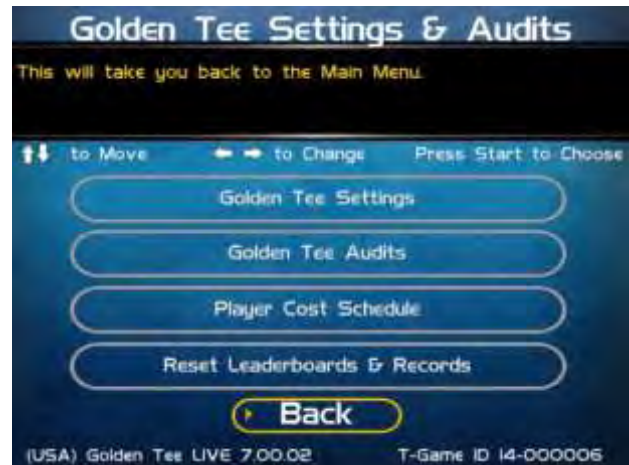 Golden Tee Settings & Audits
This will take you back to the Main Menu.
to Move to Change Press Start to Choose
Golden Tee Settings
Golden Tee Audits
Player Cost Schedule
Reset Leaderboards & Records
Back
(USA) Golden Tee LIVE 7.00.02 T-Game ID 14-000006